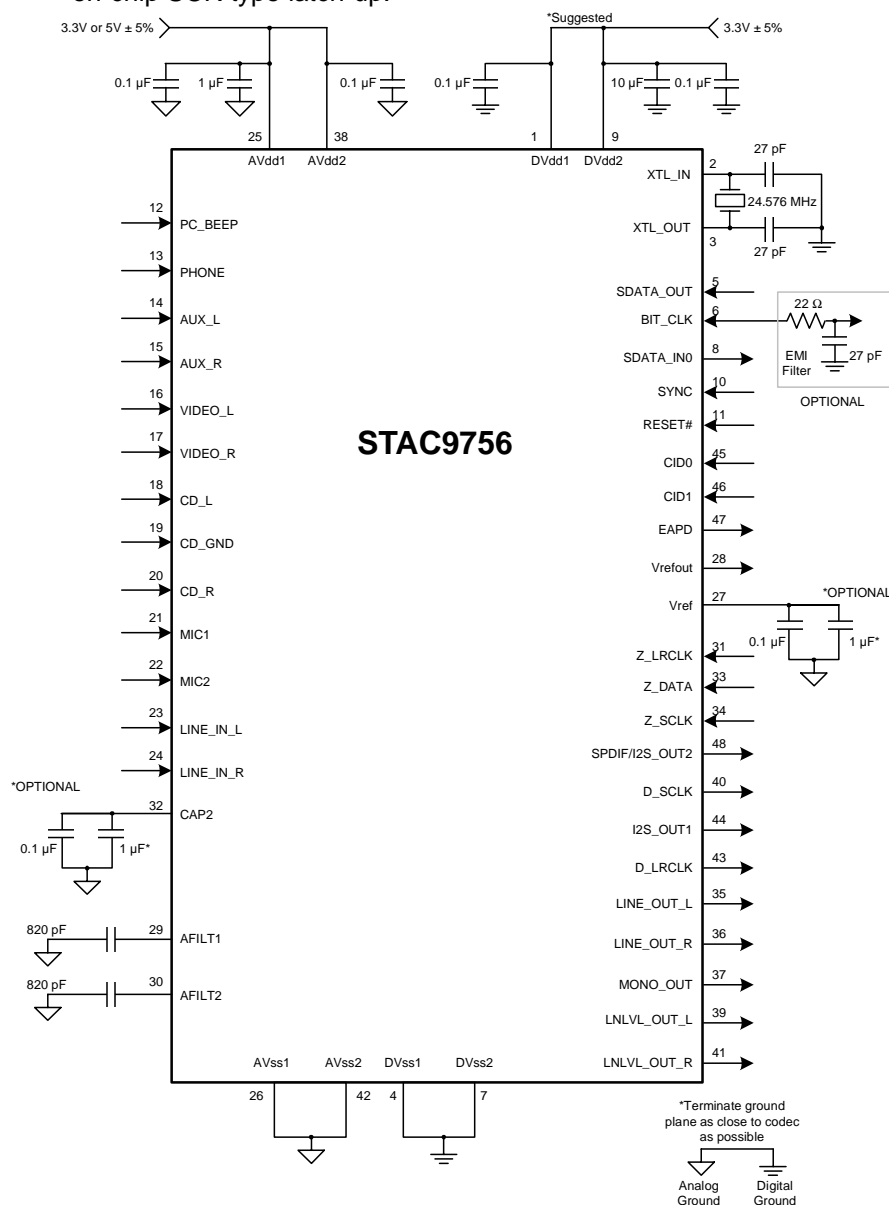 on-chip SCR type latch-up.
*Suggested
3.3V or 5V ± 5%
3.3V ± 5%
0.1 µF
1 µF
0.1 µF
0.1 µF
10 µF
0.1 µF
25
38
1
9
AVdd1
AVdd2
DVdd1
DVdd2
27 pF
2
XTL_IN
24.576 MHz
XTL_OUT
3
27 pF
12
PC_BEEP
13
PHONE
14
AUX_L
15
AUX_R
16
VIDEO_L
17
VIDEO_R
18
CD_L
19
CD_GND
20
CD_R
21
MIC1
22
MIC2
23
LINE_IN_L
24
LINE_IN_R
*OPTIONAL
32
CAP2
0.1 µF
1 µF*
820 pF
29
AFILT1
820 pF
30
AFILT2
STAC9756
SDATA_OUT
5
BIT_CLK
6
22 Ω
EMI
Filter
27 pF
OPTIONAL
SDATA_IN0
8
SYNC
10
RESET#
11
CID0
45
CID1
46
EAPD
47
Vrefout
28
Vref
27
*OPTIONAL
0.1 µF
1 µF*
Z_LRCLK
31
Z_DATA
33
Z_SCLK
34
SPDIF/I2S_OUT2
48
D_SCLK
40
I2S_OUT1
44
D_LRCLK
43
LINE_OUT_L
35
LINE_OUT_R
36
MONO_OUT
37
LNLVL_OUT_L
39
LNLVL_OUT_R
41
AVss1
AVss2
DVss1
DVss2
26
42
4
7
*Terminate ground
plane as close to codec
as possible
Analog
Ground
Digital
Ground